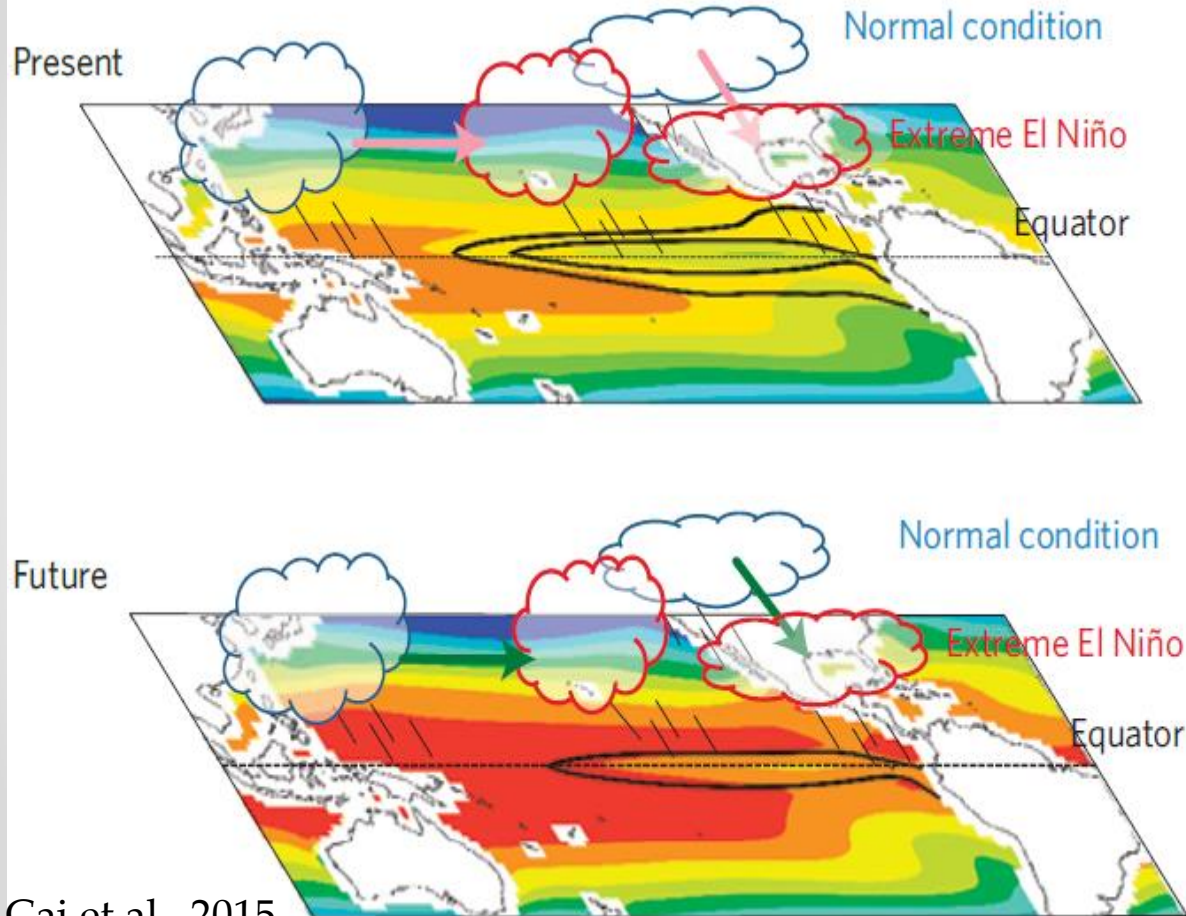 Normal condition
Present
Extreme El Niño
Equator
Normal condition
Future
Extreme El Niño
Equator
Cai et al., 2015